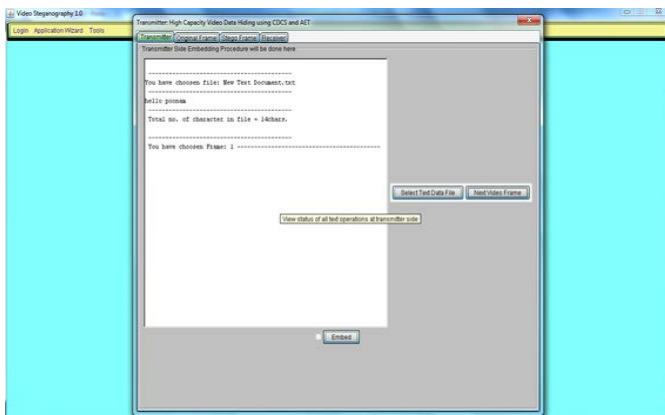 Video Steganography 1.0
Login Application Wizard Tools
Transmitter: High Capacity Video Data Hiding using CDCS and AET
Transmitter Original Frame Stego Frame Receiver
Transmitter Side Embedding Procedure will be done here
----------------------------------------
You have choosen file: New Text Document.txt
----------------------------------------
hello poonam
----------------------------------------
Total no. of character in file = 14chars.
----------------------------------------
You have choosen Frame: 1 ----------------------------------------
Select Text Data File Next Video Frame
View status of all text operations at transmitter side
Embed